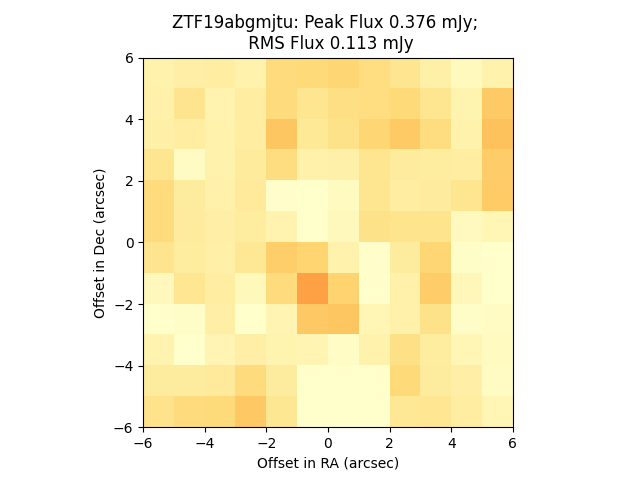 ZTF19abgmjtu: Peak Flux 0.376 mJy;
RMS Flux 0.113 mJy
6
4
2
0
−2
−4
−6
Offset in Dec (arcsec)
−6 −4 −2 0 2 4 6
Offset in RA (arcsec)